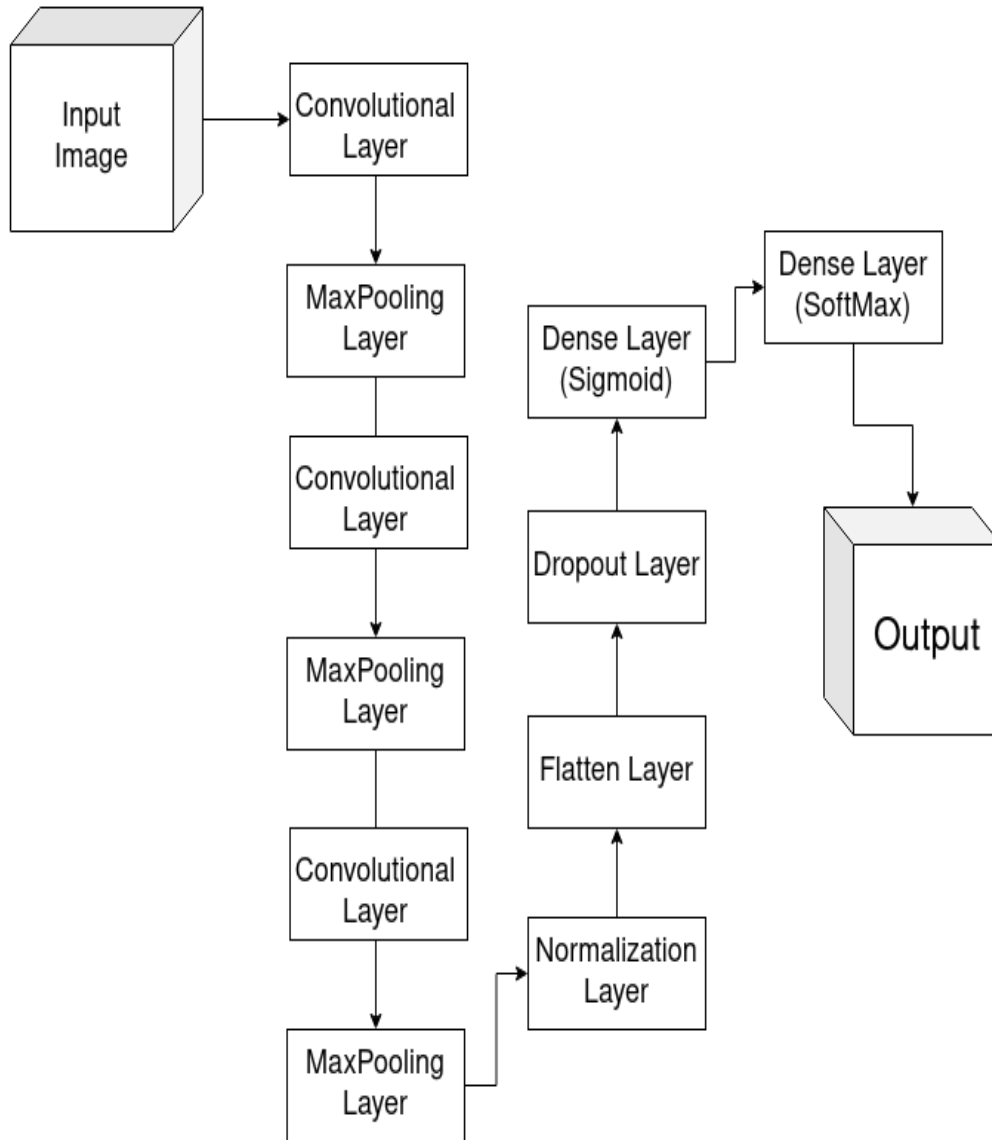 Input
Image
Convolutional
Layer
MaxPooling
Layer
Convolutional
Layer
MaxPooling
Layer
Convolutional
Layer
MaxPooling
Layer
Normalization
Layer
Flatten Layer
Dropout Layer
Dense Layer
(Sigmoid)
Dense Layer
(SoftMax)
Output